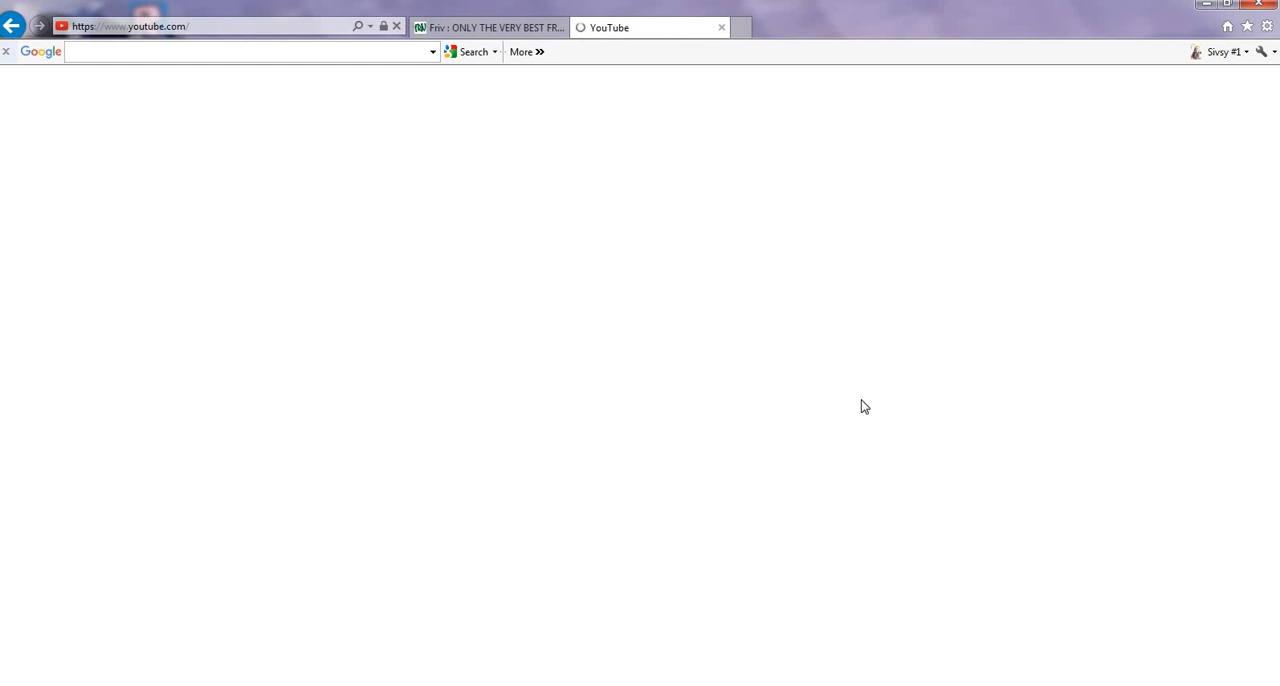 https://www.youtube.com/
Friv : ONLY THE VERY BEST FR...
YouTube
Google
Search
More »
Sivsy #1